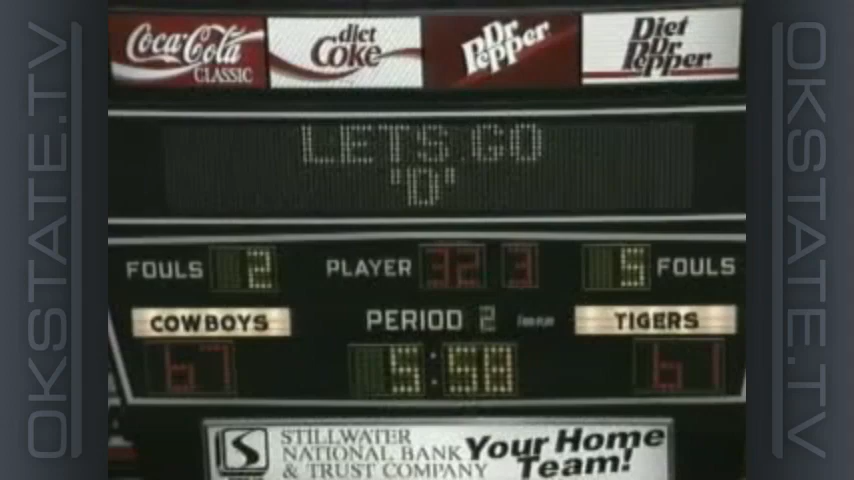 Coca-Cola CLASSIC
diet Coke
Dr Pepper
Diet Dr Pepper
LETS GO
"O"
FOULS 2 PLAYER 32 3 5 FOULS
COWBOYS PERIOD 2 TIGERS
67 5:58 61
STILLWATER
NATIONAL BANK
& TRUST COMPANY
Your Home
Team!
OKSTATE.TV
OKSTATE.TV